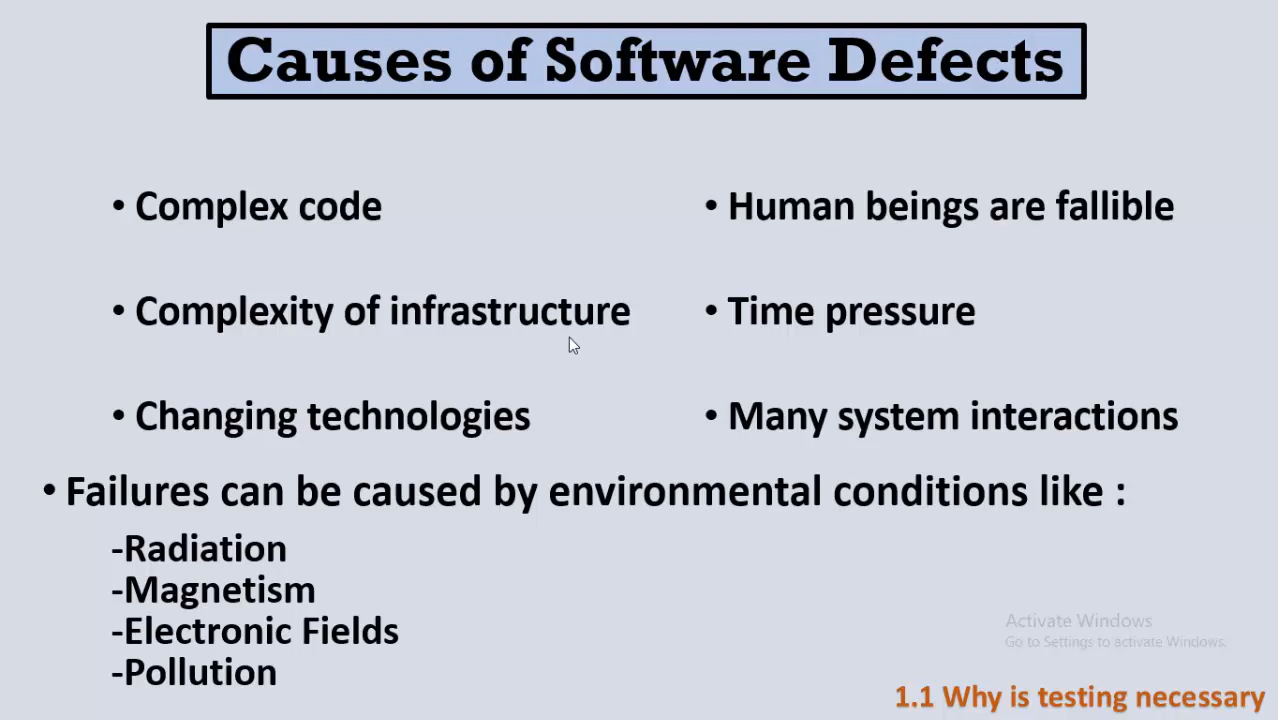 Causes of Software Defects
• Complex code
• Human beings are fallible
• Complexity of infrastructure
• Time pressure
• Changing technologies
• Many system interactions
• Failures can be caused by environmental conditions like :
-Radiation
-Magnetism
-Electronic Fields
-Pollution
Activate Windows
Go to Settings to activate Windows.
1.1 Why is testing necessary